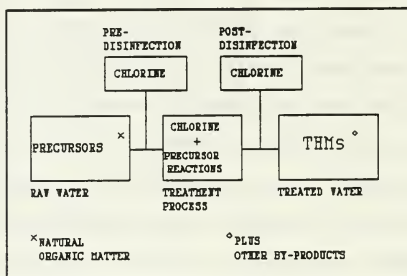 PRE-
DISINFECTION
POST-
DISINFECTION
CHLORINE
CHLORINE
PRECURSORS ×
CHLORINE
+
PRECURSOR
REACTIONS
THMs ◇
RAW WATER
TREATMENT
PROCESS
TREATED WATER
× NATURAL
ORGANIC MATTER
◇ PLUS
OTHER BY-PRODUCTS